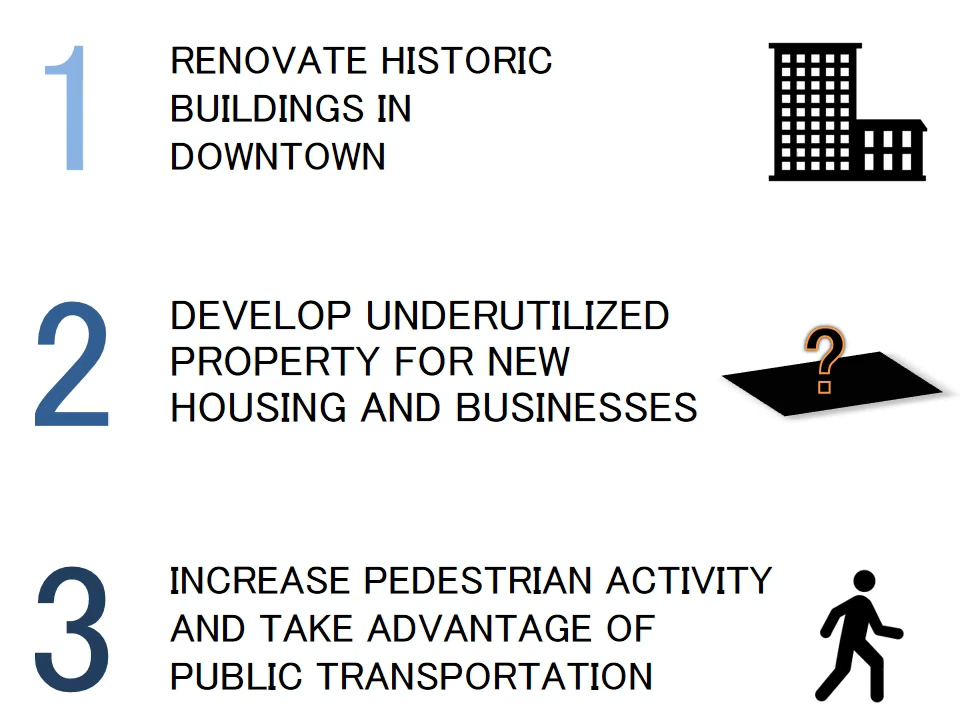 1
RENOVATE HISTORIC
BUILDINGS IN
DOWNTOWN
2
DEVELOP UNDERUTILIZED
PROPERTY FOR NEW
HOUSING AND BUSINESSES
?
3
INCREASE PEDESTRIAN ACTIVITY
AND TAKE ADVANTAGE OF
PUBLIC TRANSPORTATION